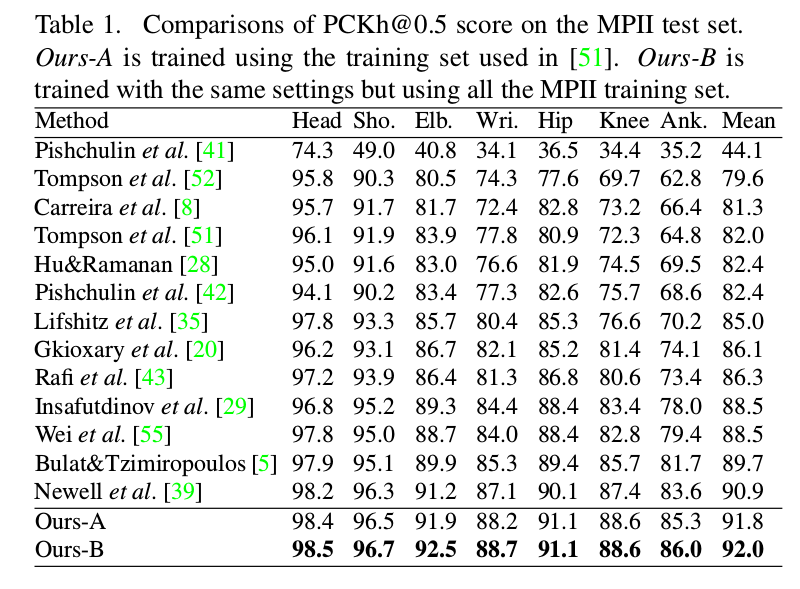 Table 1. Comparisons of PCKh@0.5 score on the MPII test set.
Ours-A is trained using the training set used in [51]. Ours-B is
trained with the same settings but using all the MPII training set.
Method Head Sho. Elb. Wri. Hip Knee Ank. Mean
Pishchulin et al. [41] 74.3 49.0 40.8 34.1 36.5 34.4 35.2 44.1
Tompson et al. [52] 95.8 90.3 80.5 74.3 77.6 69.7 62.8 79.6
Carreira et al. [8] 95.7 91.7 81.7 72.4 82.8 73.2 66.4 81.3
Tompson et al. [51] 96.1 91.9 83.9 77.8 80.9 72.3 64.8 82.0
Hu&Ramanan [28] 95.0 91.6 83.0 76.6 81.9 74.5 69.5 82.4
Pishchulin et al. [42] 94.1 90.2 83.4 77.3 82.6 75.7 68.6 82.4
Lifshitz et al. [35] 97.8 93.3 85.7 80.4 85.3 76.6 70.2 85.0
Gkioxary et al. [20] 96.2 93.1 86.7 82.1 85.2 81.4 74.1 86.1
Rafi et al. [43] 97.2 93.9 86.4 81.3 86.8 80.6 73.4 86.3
Insafutdinov et al. [29] 96.8 95.2 89.3 84.4 88.4 83.4 78.0 88.5
Wei et al. [55] 97.8 95.0 88.7 84.0 88.4 82.8 79.4 88.5
Bulat&Tzimiropoulos [5] 97.9 95.1 89.9 85.3 89.4 85.7 81.7 89.7
Newell et al. [39] 98.2 96.3 91.2 87.1 90.1 87.4 83.6 90.9
Ours-A 98.4 96.5 91.9 88.2 91.1 88.6 85.3 91.8
Ours-B 98.5 96.7 92.5 88.7 91.1 88.6 86.0 92.0